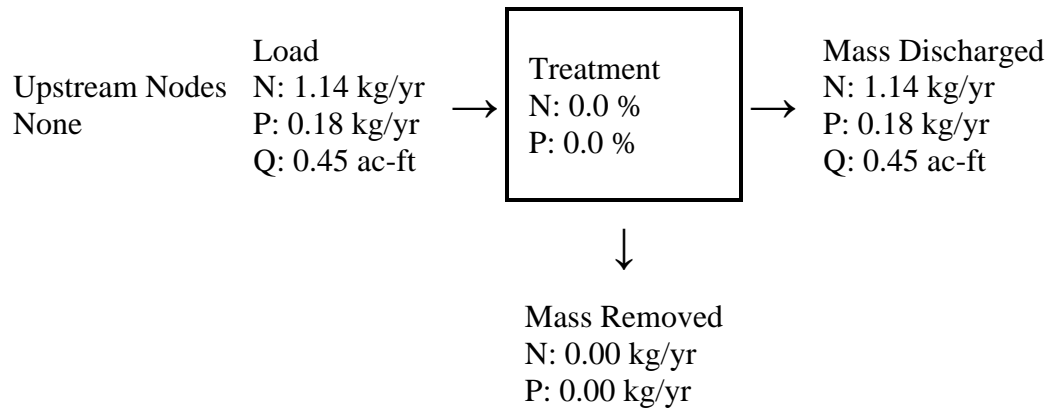 Upstream Nodes
None
Load
N: 1.14 kg/yr
P: 0.18 kg/yr
Q: 0.45 ac-ft
→
Treatment
N: 0.0 %
P: 0.0 %
→
Mass Discharged
N: 1.14 kg/yr
P: 0.18 kg/yr
Q: 0.45 ac-ft
↓
Mass Removed
N: 0.00 kg/yr
P: 0.00 kg/yr